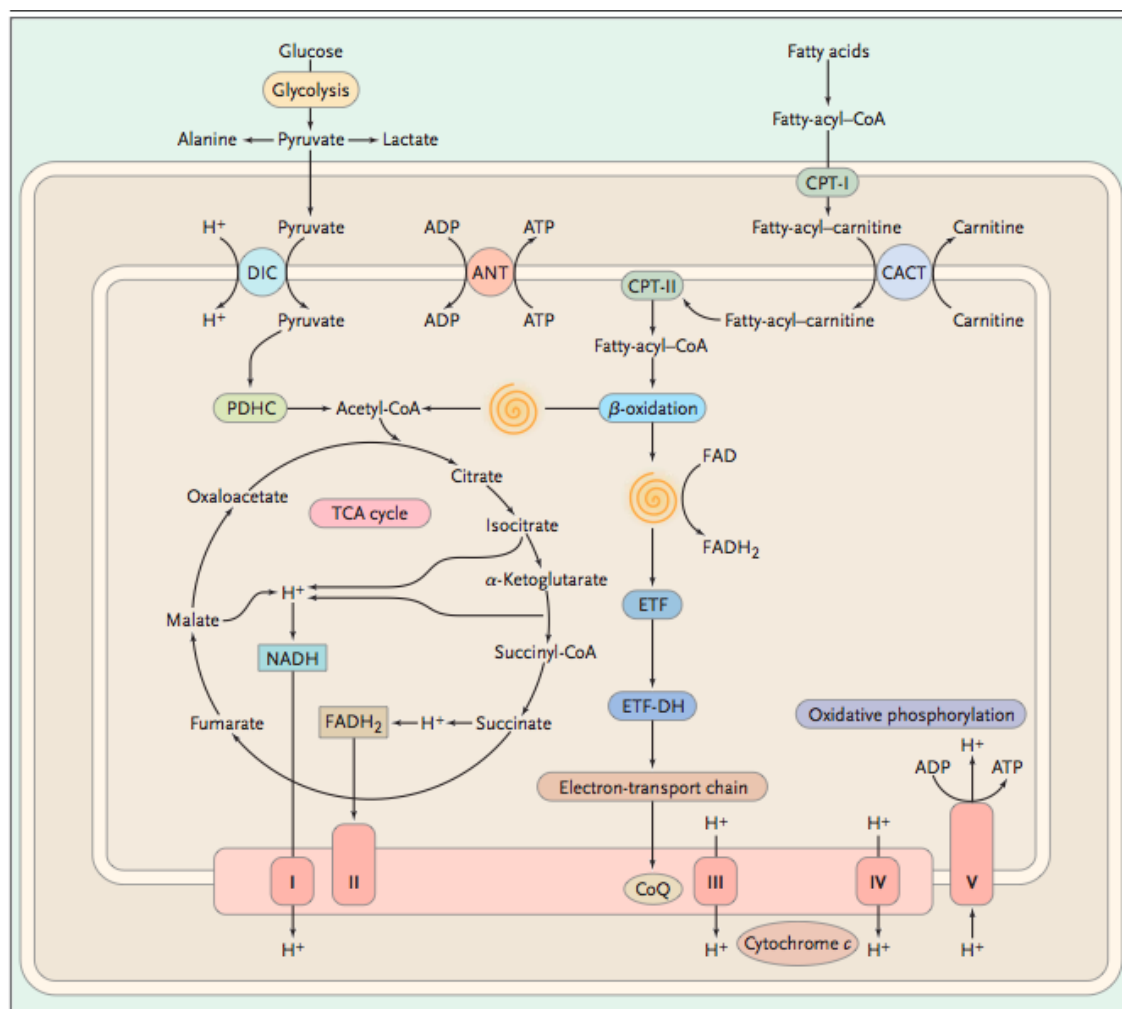 Glucose
Fatty acids
Glycolysis
Fatty-acyl–CoA
Alanine
Pyruvate
Lactate
CPT-I
H+
Pyruvate
ADP
ATP
Fatty-acyl–carnitine
Carnitine
DIC
ANT
CPT-II
CACT
H+
Pyruvate
ADP
ATP
Fatty-acyl–carnitine
Carnitine
Fatty-acyl–CoA
PDHC
Acetyl-CoA
β-oxidation
FAD
Citrate
Oxaloacetate
TCA cycle
Isocitrate
FADH2
α-Ketoglutarate
H+
ETF
Malate
NADH
Succinyl-CoA
ETF-DH
Oxidative phosphorylation
Fumarate
FADH2
H+
Succinate
H+
ADP
ATP
Electron-transport chain
H+
H+
I
II
CoQ
III
IV
V
H+
H+
Cytochrome c
H+
H+